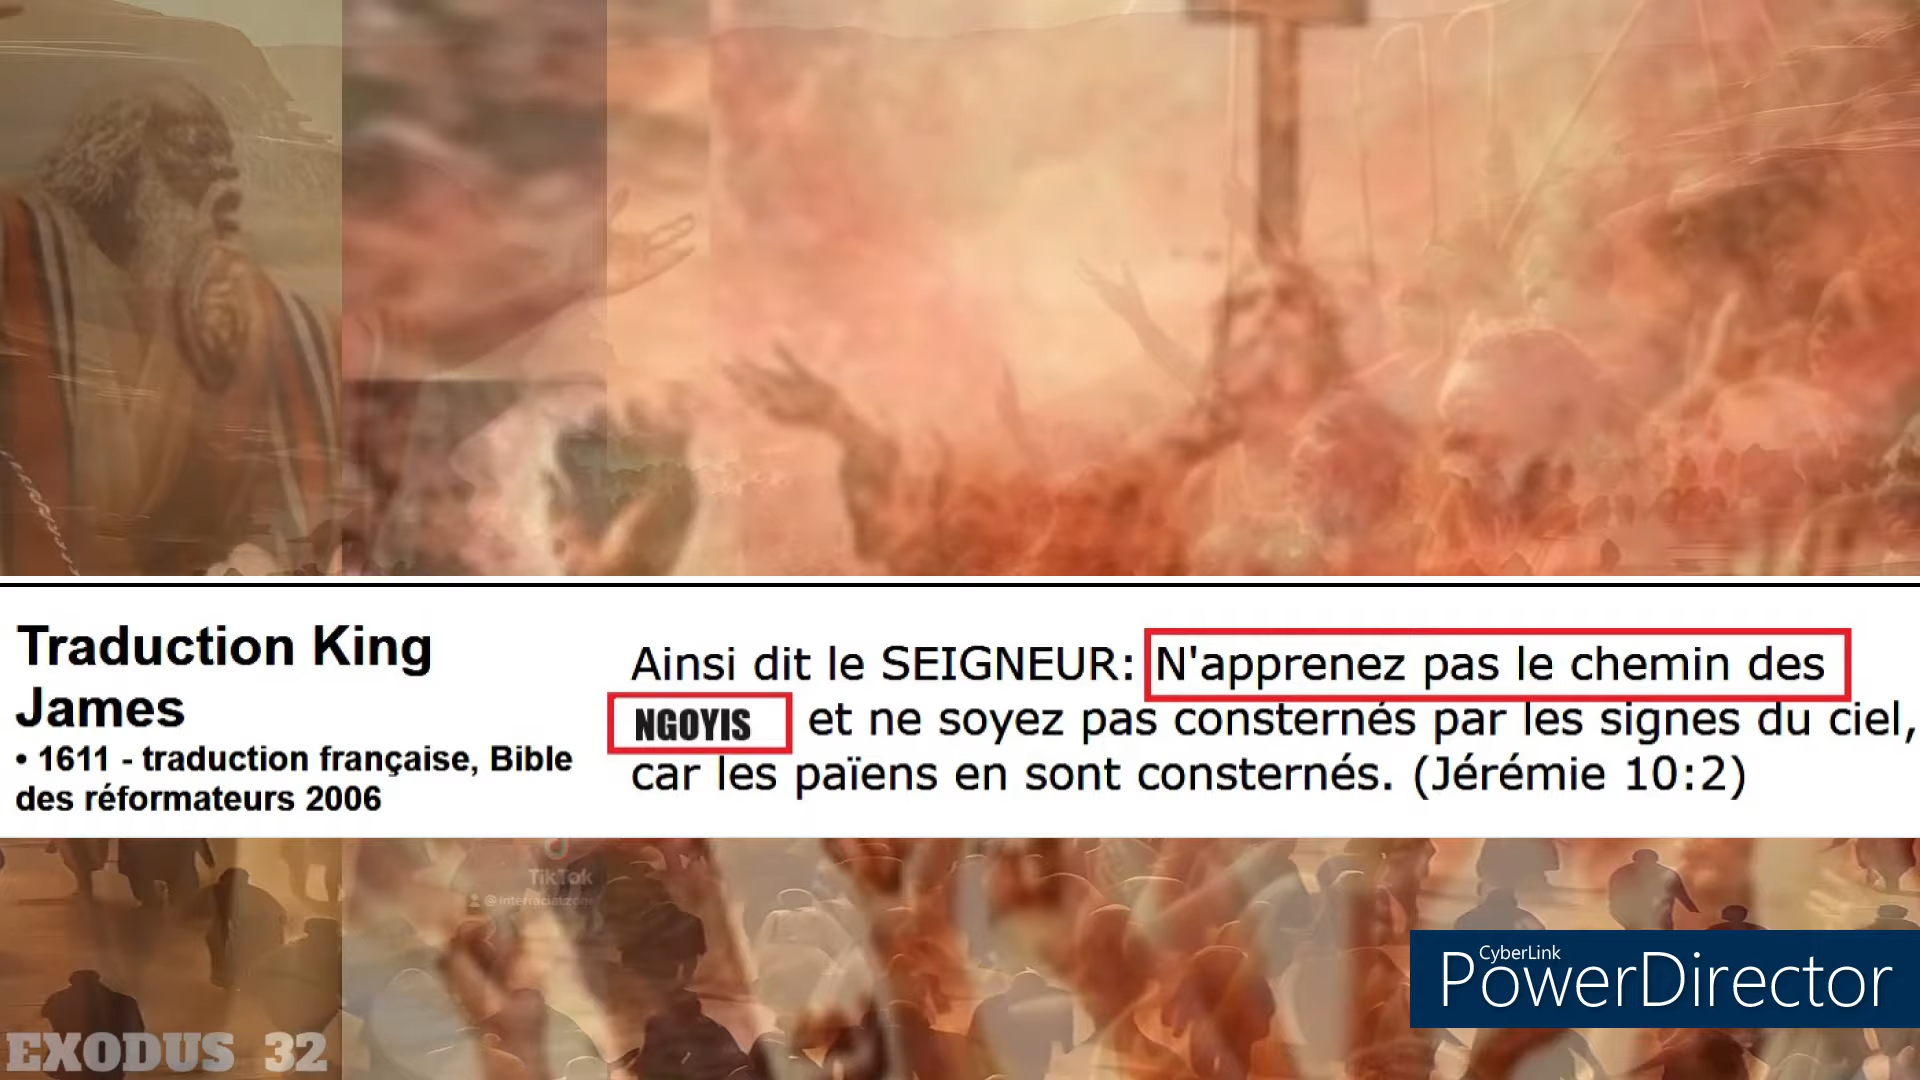 Traduction King
James
• 1611 - traduction française, Bible
des réformateurs 2006
Ainsi dit le SEIGNEUR: N'apprenez pas le chemin des
NGOYIS et ne soyez pas consternés par les signes du ciel,
car les païens en sont consternés. (Jérémie 10:2)
TikTok
CyberLink
PowerDirector
EXODUS 32